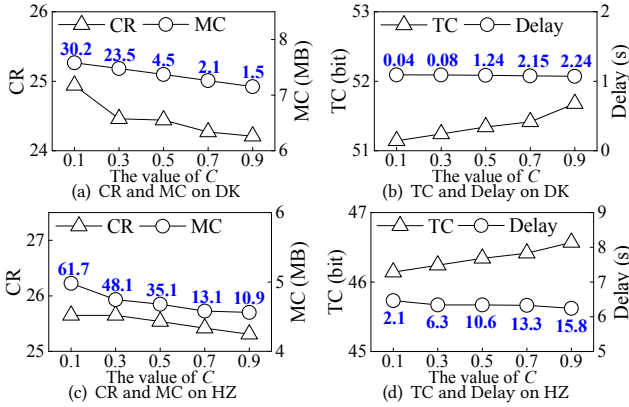 CR MC
26
25
24
CR
8
7
6
MC (MB)
30.2 23.5 4.5 2.1 1.5
0.1 0.3 0.5 0.7 0.9
The value of C
(a) CR and MC on DK
TC Delay
53
52
51
TC (bit)
2
1
0
Delay (s)
0.04 0.08 1.24 2.15 2.24
0.1 0.3 0.5 0.7 0.9
The value of C
(b) TC and Delay on DK
CR MC
27
26
25
CR
6
5
4
MC (MB)
61.7 48.1 35.1 13.1 10.9
0.1 0.3 0.5 0.7 0.9
The value of C
(c) CR and MC on HZ
TC Delay
47
46
45
TC (bit)
9
8
7
6
5
Delay (s)
2.1 6.3 10.6 13.3 15.8
0.1 0.3 0.5 0.7 0.9
The value of C
(d) TC and Delay on HZ